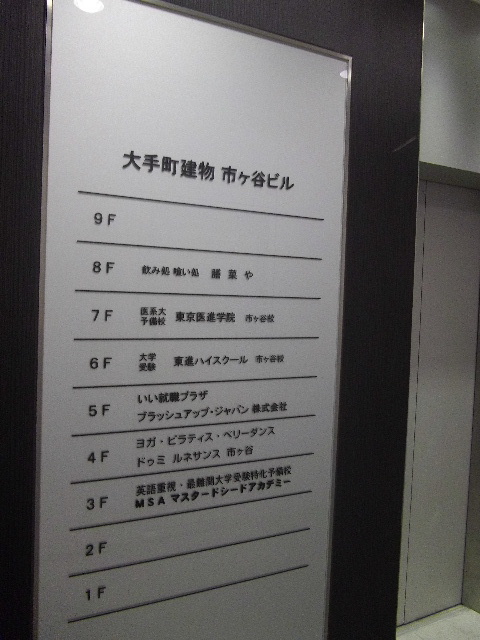 大手町建物 市ヶ谷ビル
9F
8F 飲み処 喰い処 膳 菜 や
7F 医系大予備校 東京医進学院 市ヶ谷校
6F 大学受験 東進ハイスクール 市ヶ谷校
5F いい就職プラザ
ブラッシュアップ・ジャパン 株式会社
4F ヨガ・ピラティス・ベリーダンス
ドゥミ ルネサンス 市ヶ谷
3F 英語重視・最難関大学受験特化予備校
MSA マスタードシードアカデミー
2F
1F